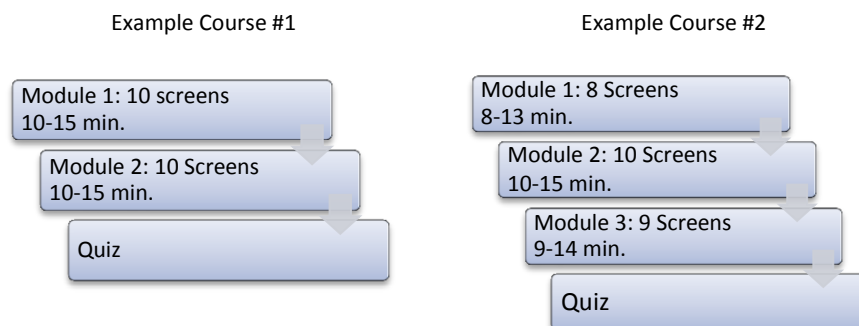 Example Course #1
Module 1: 10 screens
10-15 min.
Module 2: 10 Screens
10-15 min.
Quiz
Example Course #2
Module 1: 8 Screens
8-13 min.
Module 2: 10 Screens
10-15 min.
Module 3: 9 Screens
9-14 min.
Quiz